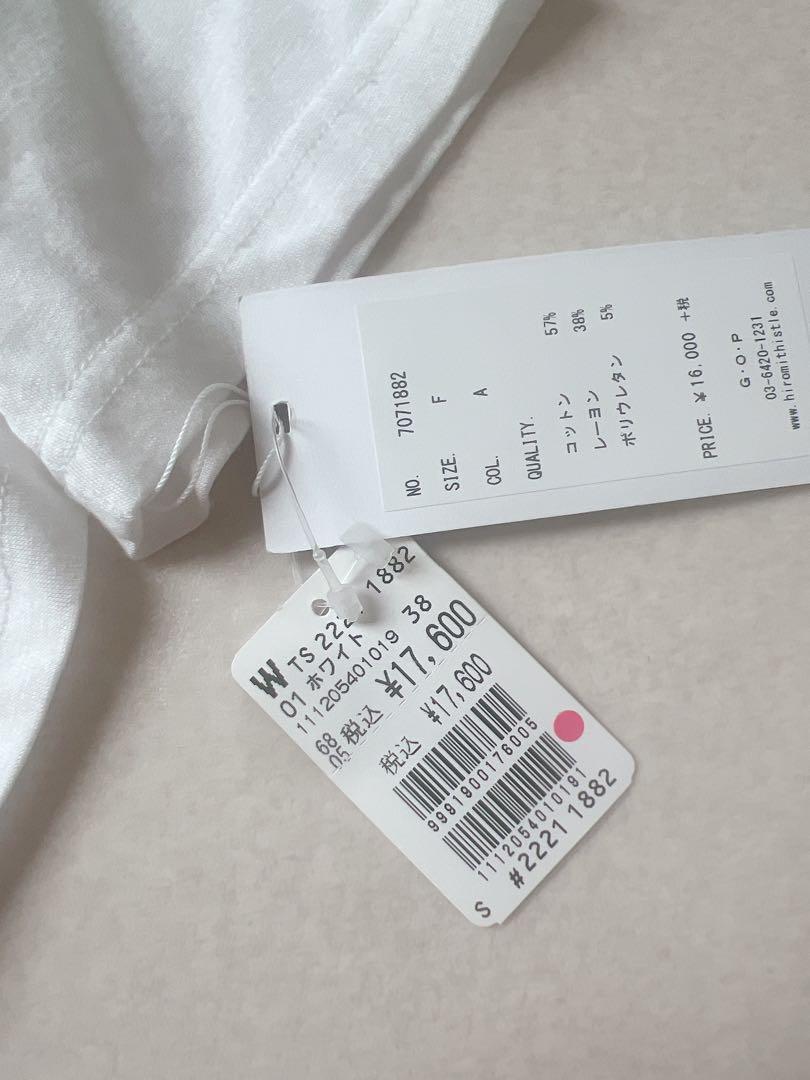 NO. 7071882
SIZE. F
COL. A
QUALITY.
コットン 57%
レーヨン 38%
ポリウレタン 5%
PRICE. ¥16.000 +税
G・O・P
03-6420-1231
www.hiromithistle.com
W TS 222 1882
01 ホワイト 38
111205401019
68 税込 ¥17,600
05
税込 ¥17,600
9991900176005
1112054010191
#2221 1882
S